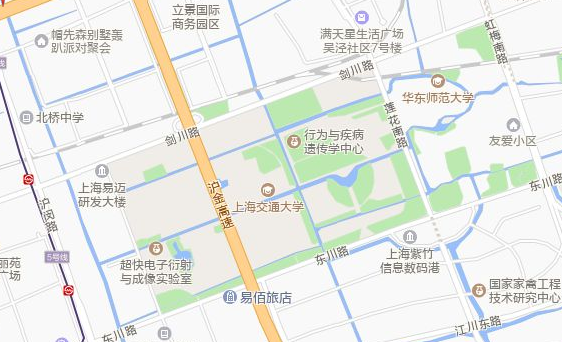 立景国际
商务园区
满天星生活广场
吴泾社区7号楼
虹梅南路
帽先森别墅轰
趴派对聚会
剑川路
华东师范大学
北桥中学
剑川路
莲花南路
行为与疾病
遗传学中心
友爱小区
上海易迈
研发大楼
沪金高速
上海交通大学
东川路
沪闵路
5号线
丽苑
广场
超快电子衍射
与成像实验室
东川路
上海紫竹
信息数码港
易佰旅店
国家家禽工程
技术研究中心
东川路
江川东路